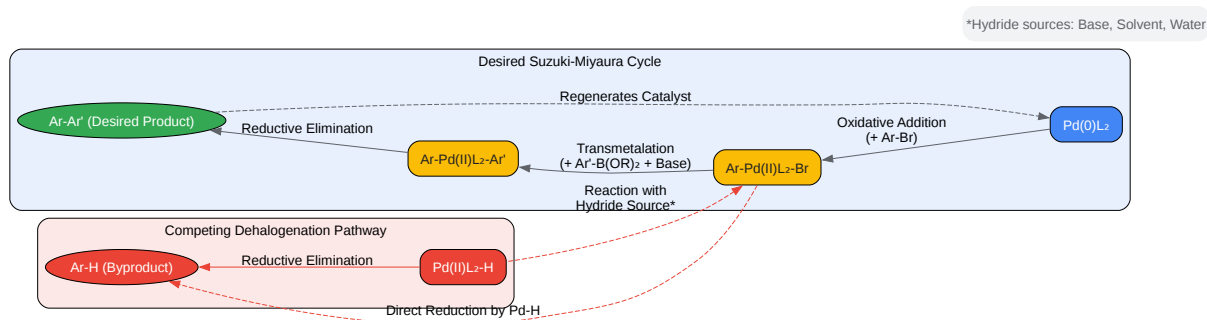 *Hydride sources: Base, Solvent, Water
Desired Suzuki-Miyaura Cycle
Regenerates Catalyst
Ar-Ar' (Desired Product)
Reductive Elimination
Ar-Pd(II)L₂-Ar'
Transmetalation
(+ Ar'-B(OR)₂ + Base)
Ar-Pd(II)L₂-Br
Oxidative Addition
(+ Ar-Br)
Pd(0)L₂
Reaction with
Hydride Source*
Competing Dehalogenation Pathway
Ar-H (Byproduct)
Reductive Elimination
Pd(II)L₂-H
Direct Reduction by Pd-H